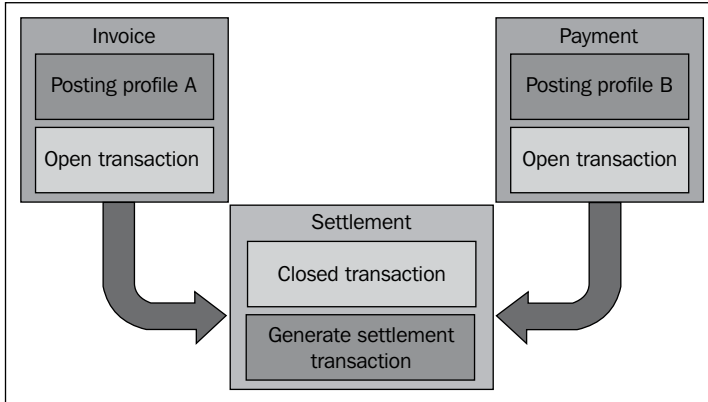 Invoice
Posting profile A
Open transaction
Payment
Posting profile B
Open transaction
Settlement
Closed transaction
Generate settlement
transaction